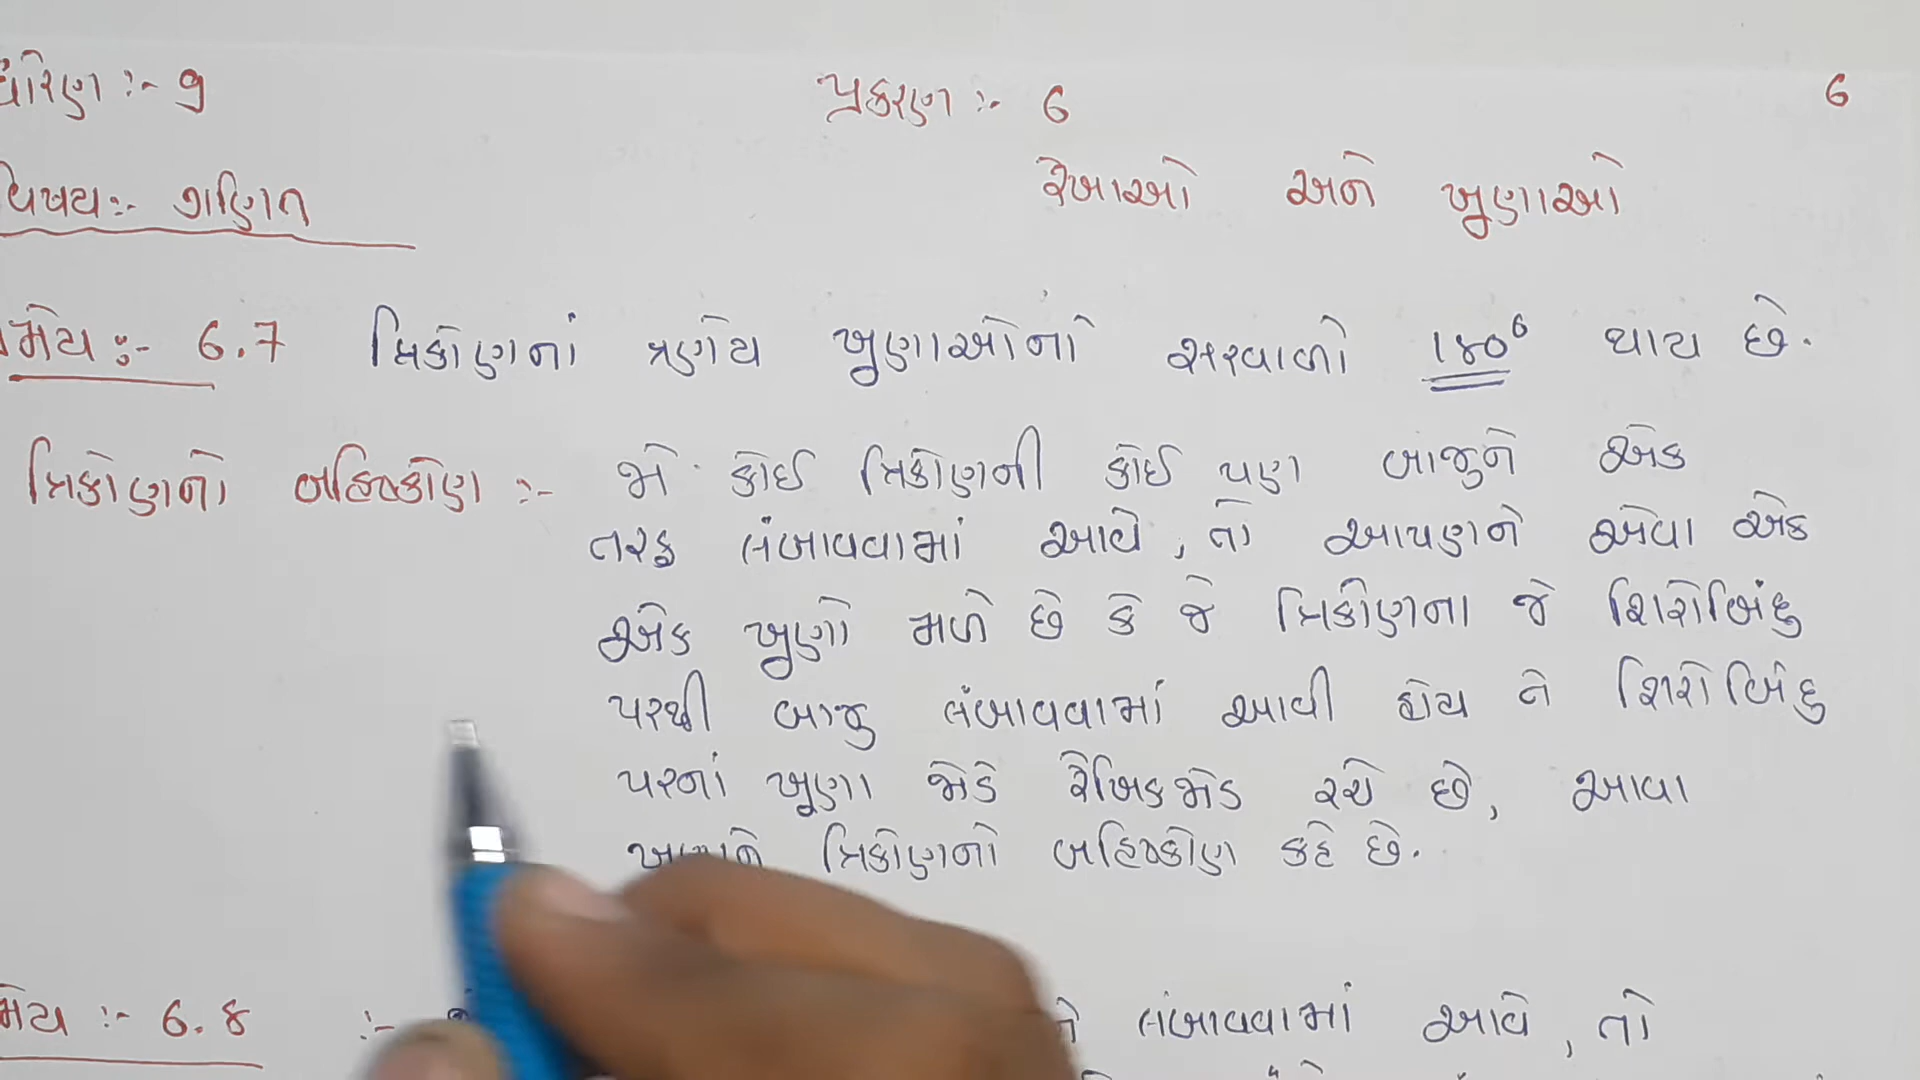 ધોરણ :- 9 પ્રકરણ :- 6 6
વિષય:- ગણિત રેખાઓ અને ખૂણાઓ
પ્રમેય :- 6.7 ત્રિકોણનાં ત્રણેય ખૂણાઓનો સરવાળો 180° થાય છે.
ત્રિકોણનો બહિષ્કોણ :- જો કોઈ ત્રિકોણની કોઈ પણ બાજુને એક
તરફ લંબાવવામાં આવે, તો આપણને એવા એક
એક ખૂણો મળે છે કે જે ત્રિકોણના જે શિરોબિંદુ
પરથી બાજુ લંબાવવામાં આવી હોય તે શિરોબિંદુ
પરનાં ખૂણા જોડે રૈખિકજોડ રચે છે, આવા
ત્રિકોણનો બહિષ્કોણ કહે છે.
પ્રમેય :- 6.8 :- લંબાવવામાં આવે, તો